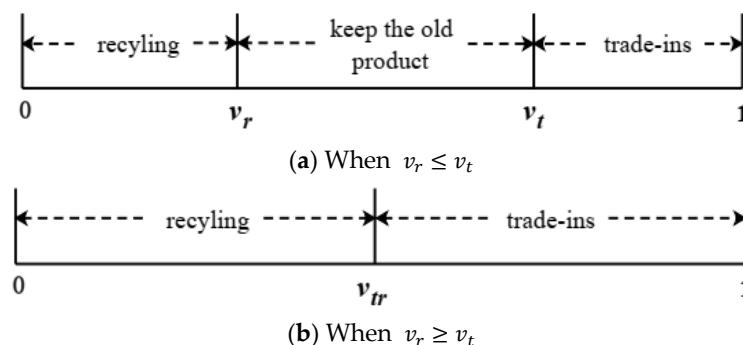 recyling
keep the old
product
trade-ins
0 v_r v_t 1
(a) When v_r ≤ v_t
recyling
trade-ins
0 v_tr 1
(b) When v_r ≥ v_t